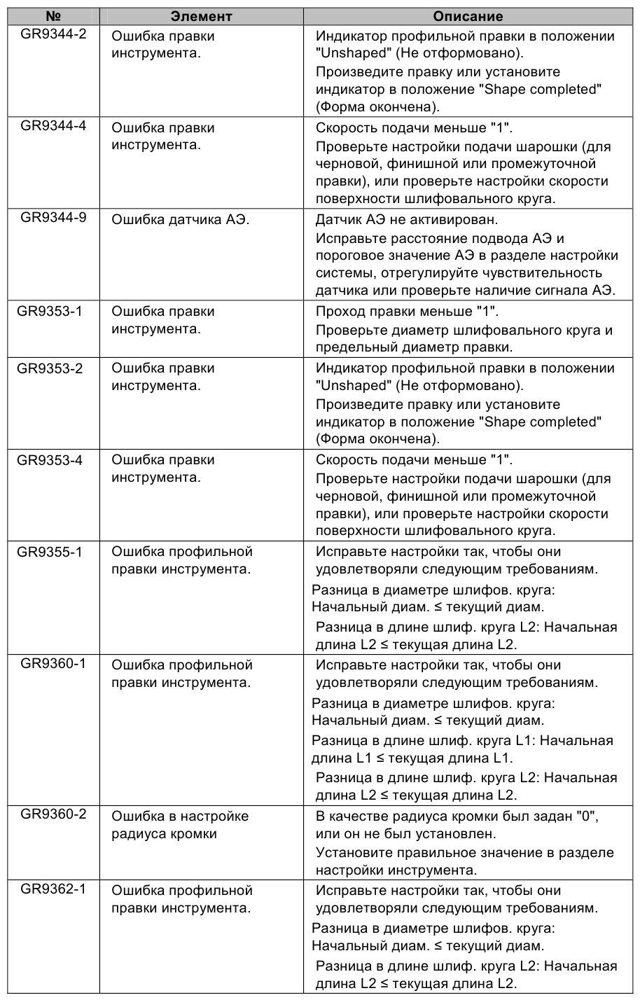 № Элемент Описание
GR9344-2 Ошибка правки Индикатор профильной правки в положении
инструмента. "Unshaped" (Не отформовано).
Произведите правку или установите
индикатор в положение "Shape completed"
(Форма окончена).
GR9344-4 Ошибка правки Скорость подачи меньше "1".
инструмента. Проверьте настройки подачи шарошки (для
черновой, финишной или промежуточной
правки), или проверьте настройки скорости
поверхности шлифовального круга.
GR9344-9 Ошибка датчика АЭ. Датчик АЭ не активирован.
Исправьте расстояние подвода АЭ и
пороговое значение АЭ в разделе настройки
системы, отрегулируйте чувствительность
датчика или проверьте наличие сигнала АЭ.
GR9353-1 Ошибка правки Проход правки меньше "1".
инструмента. Проверьте диаметр шлифовального круга и
предельный диаметр правки.
GR9353-2 Ошибка правки Индикатор профильной правки в положении
инструмента. "Unshaped" (Не отформовано).
Произведите правку или установите
индикатор в положение "Shape completed"
(Форма окончена).
GR9353-4 Ошибка правки Скорость подачи меньше "1".
инструмента. Проверьте настройки подачи шарошки (для
черновой, финишной или промежуточной
правки), или проверьте настройки скорости
поверхности шлифовального круга.
GR9355-1 Ошибка профильной Исправьте настройки так, чтобы они
правки инструмента. удовлетворяли следующим требованиям.
Разница в диаметре шлифов. круга:
Начальный диам. ≤ текущий диам.
Разница в длине шлиф. круга L2: Начальная
длина L2 ≤ текущая длина L2.
GR9360-1 Ошибка профильной Исправьте настройки так, чтобы они
правки инструмента. удовлетворяли следующим требованиям.
Разница в диаметре шлифов. круга:
Начальный диам. ≤ текущий диам.
Разница в длине шлиф. круга L1: Начальная
длина L1 ≤ текущая длина L1.
Разница в длине шлиф. круга L2: Начальная
длина L2 ≤ текущая длина L2.
GR9360-2 Ошибка в настройке В качестве радиуса кромки был задан "0",
радиуса кромки или он не был установлен.
Установите правильное значение в разделе
настройки инструмента.
GR9362-1 Ошибка профильной Исправьте настройки так, чтобы они
правки инструмента. удовлетворяли следующим требованиям.
Разница в диаметре шлифов. круга:
Начальный диам. ≤ текущий диам.
Разница в длине шлиф. круга L2: Начальная
длина L2 ≤ текущая длина L2.